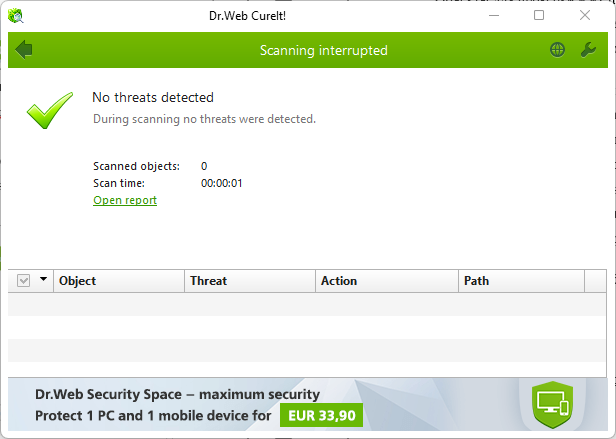 Dr.Web CureIt!
Scanning interrupted
No threats detected
During scanning no threats were detected.
Scanned objects: 0
Scan time: 00:00:01
Open report
Object Threat Action Path
Dr.Web Security Space – maximum security
Protect 1 PC and 1 mobile device for EUR 33,90